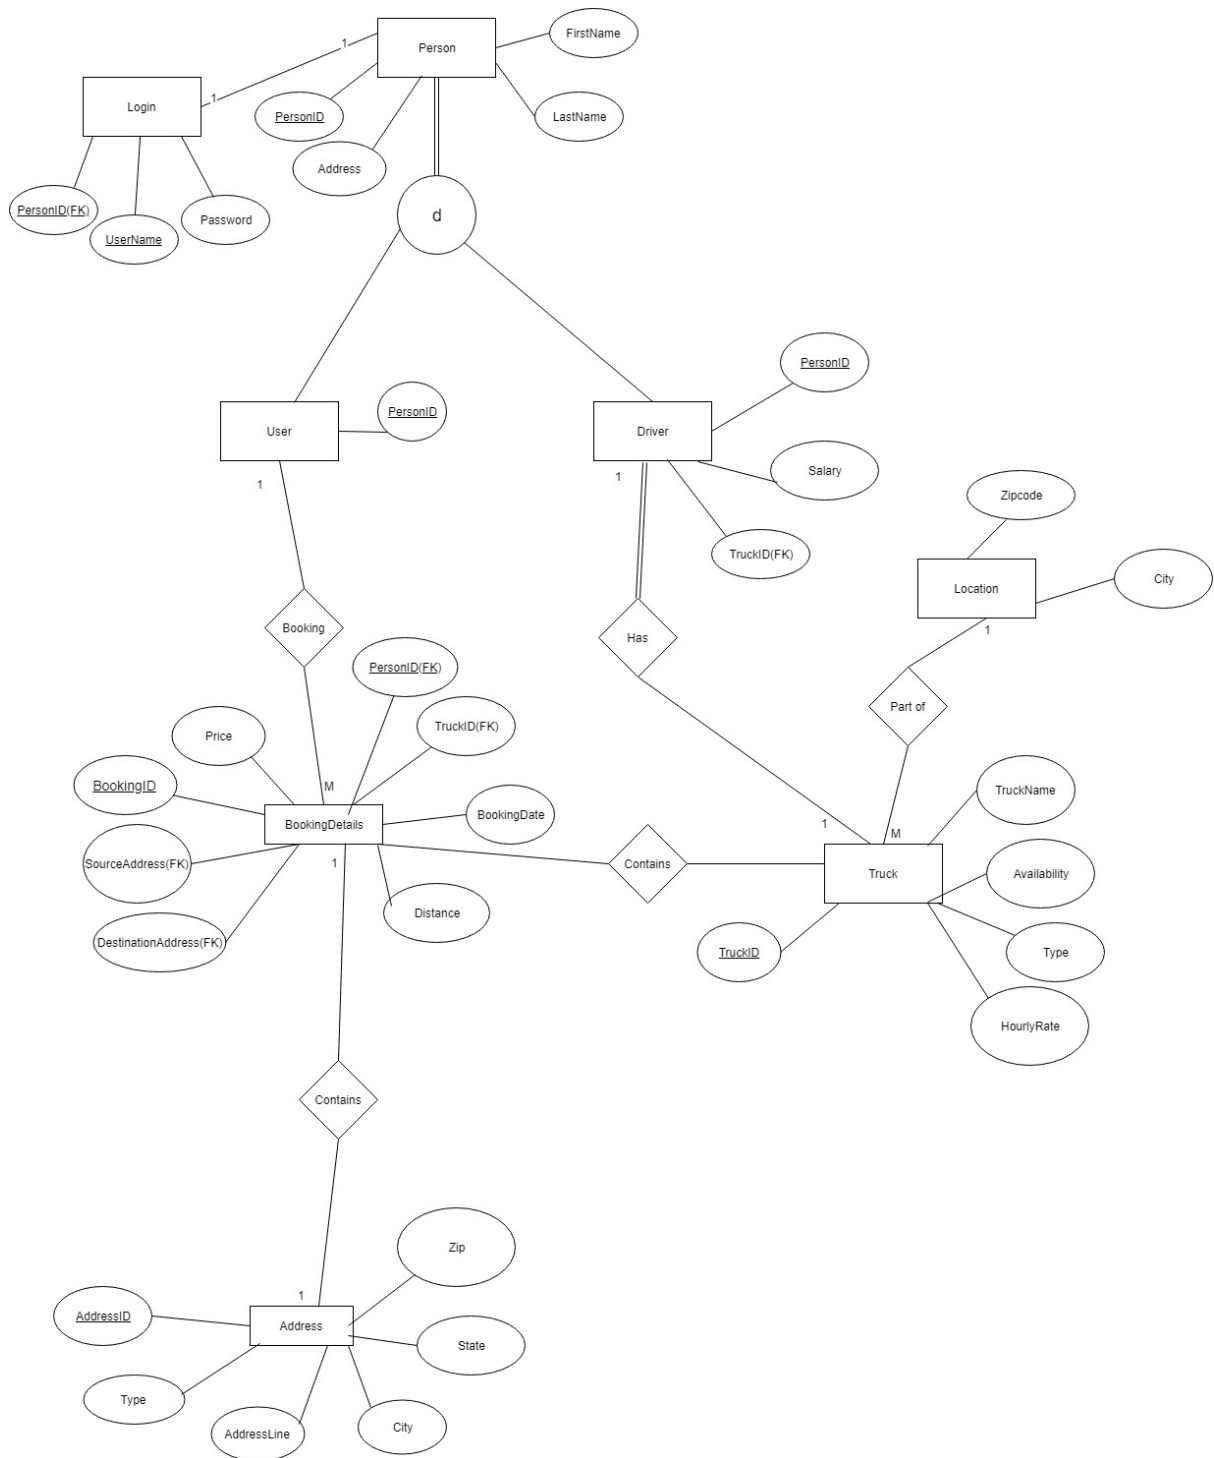 FirstName
Person
1
LastName
1
Login
PersonID
Address
PersonID(FK)
UserName
Password
d
PersonID
User
PersonID
Driver
Salary
1
1
Zipcode
TruckID(FK)
Location
City
1
Booking
Has
PersonID(FK)
Part of
TruckID(FK)
Price
BookingID
M
TruckName
BookingDate
BookingDetails
1
M
SourceAddress(FK)
1
Contains
Truck
Availability
Distance
DestinationAddress(FK)
TruckID
Type
HourlyRate
Contains
Zip
1
AddressID
Address
State
Type
AddressLine
City